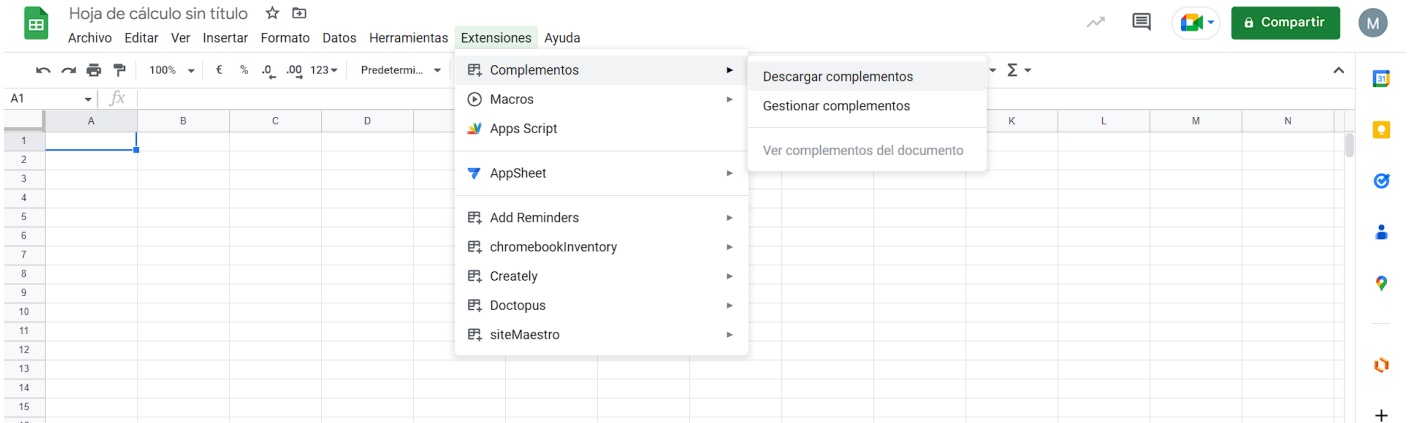 Hoja de cálculo sin título
Archivo Editar Ver Insertar Formato Datos Herramientas Extensiones Ayuda
Compartir
M
100% € % .0 .00 123 Predetermi... Σ
A1 fx
A B C D K L M N
1
2
3
4
5
6
7
8
9
10
11
12
13
14
15
Complementos
Macros
Apps Script
AppSheet
Add Reminders
chromebookInventory
Creately
Doctopus
siteMaestro
Descargar complementos
Gestionar complementos
Ver complementos del documento
31